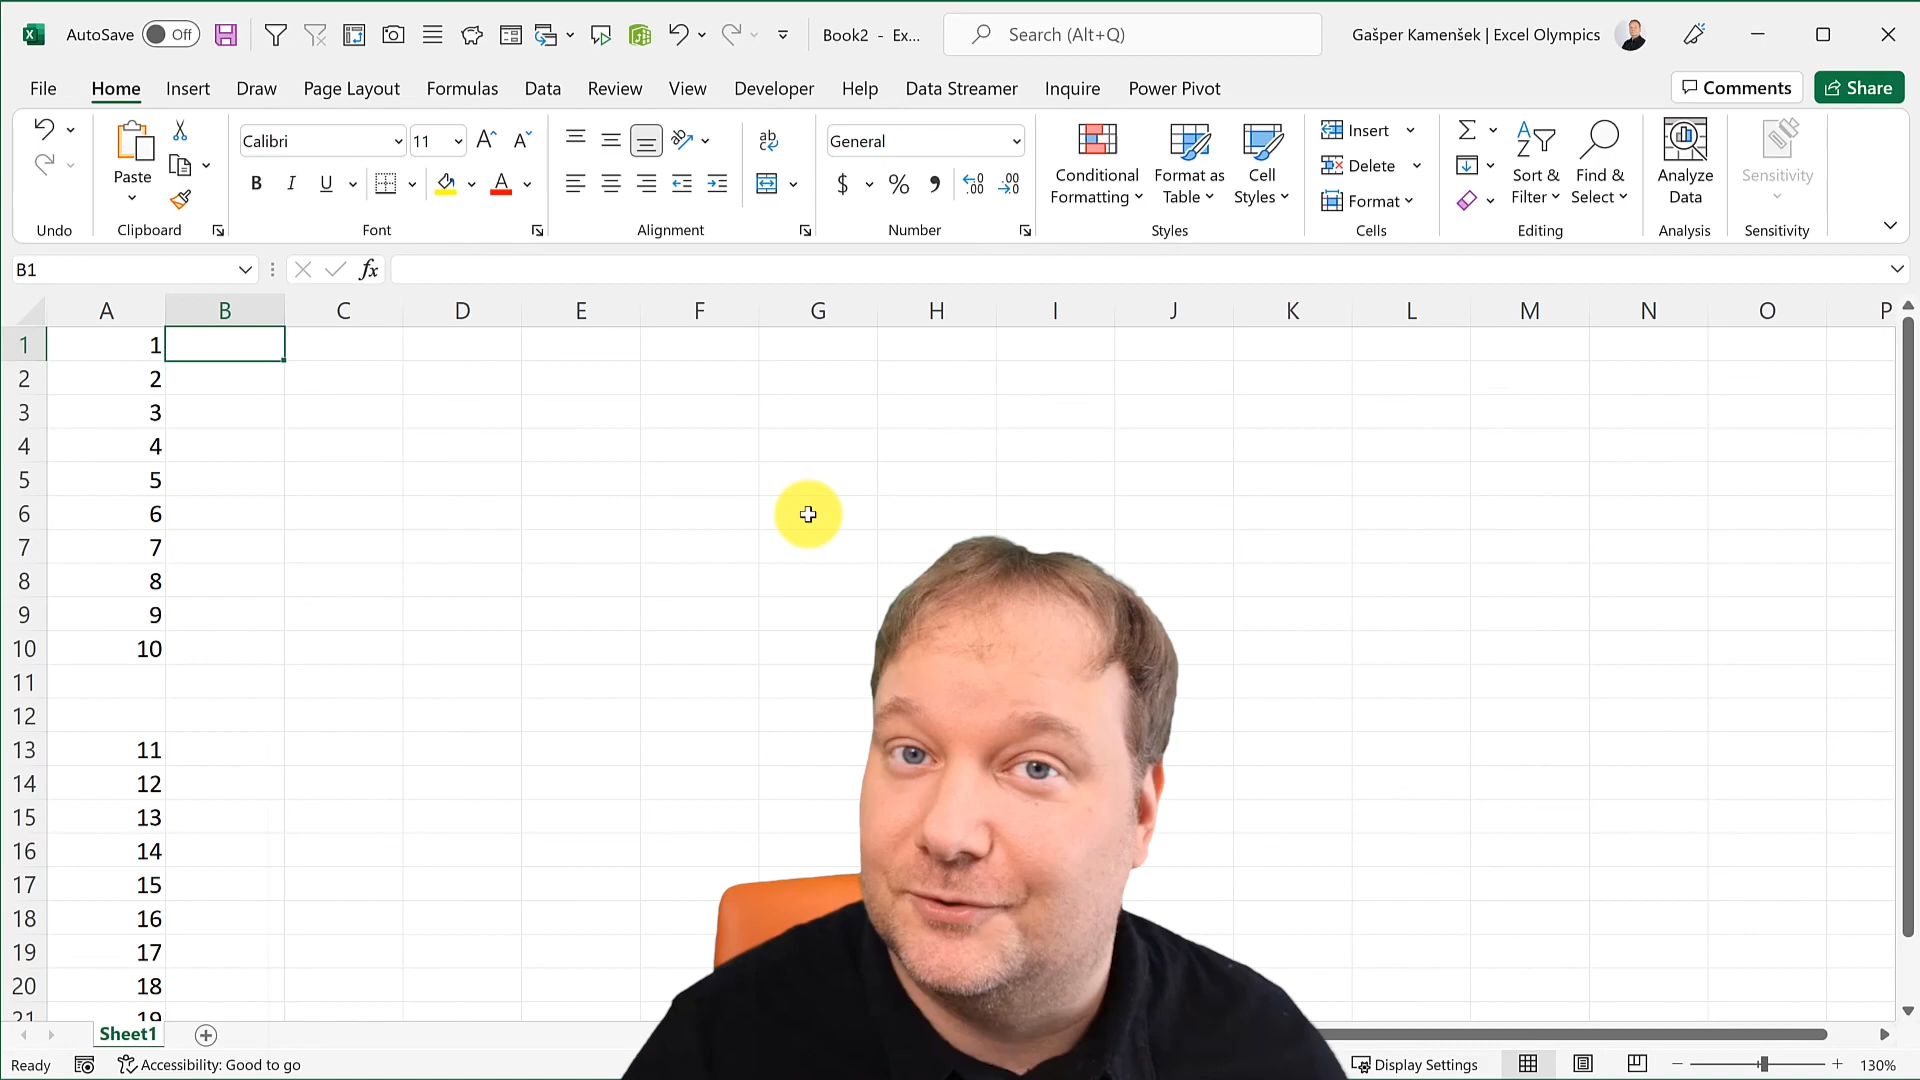 AutoSave Off Book2 - Ex... Search (Alt+Q) Gašper Kamenšek | Excel Olympics
File Home Insert Draw Page Layout Formulas Data Review View Developer Help Data Streamer Inquire Power Pivot Comments Share
Paste
Calibri 11
General
Conditional Formatting
Format as Table
Cell Styles
Insert
Delete
Format
Sort & Filter
Find & Select
Analyze Data
Sensitivity
Undo Clipboard Font Alignment Number Styles Cells Editing Analysis Sensitivity
B1 fx
A B C D E F G H I J K L M N O P
1 1
2 2
3 3
4 4
5 5
6 6
7 7
8 8
9 9
10 10
11
12
13 11
14 12
15 13
16 14
17 15
18 16
19 17
20 18
21 19
Sheet1
Ready Accessibility: Good to go Display Settings 130%